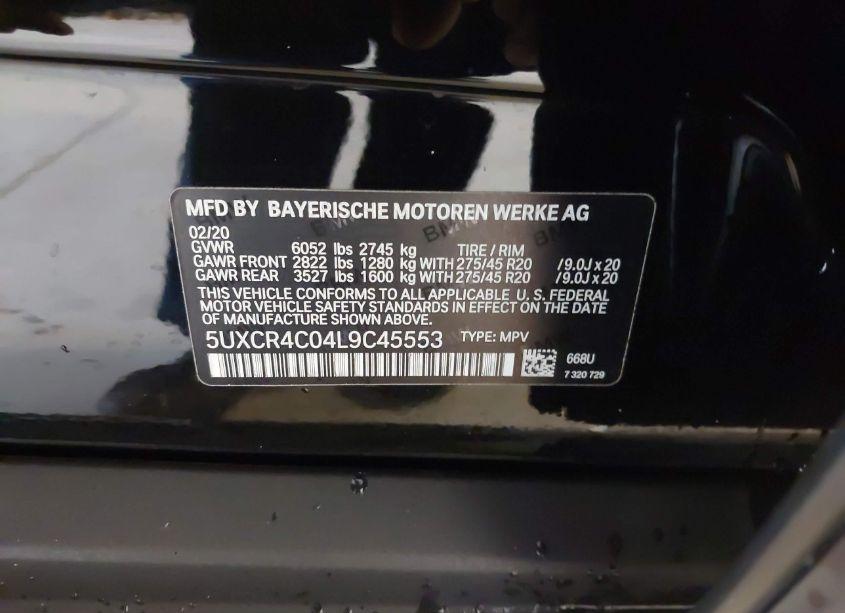 MFD BY BAYERISCHE MOTOREN WERKE AG
02/20
GVWR 6052 lbs 2745 kg TIRE / RIM
GAWR FRONT 2822 lbs 1280 kg WITH 275/45 R20 /9.0J x 20
GAWR REAR 3527 lbs 1600 kg WITH 275/45 R20 /9.0J x 20
THIS VEHICLE CONFORMS TO ALL APPLICABLE U. S. FEDERAL
MOTOR VEHICLE SAFETY STANDARDS IN EFFECT ON THE DATE
OF MANUFACTURE SHOWN ABOVE.
5UXCR4C04L9C45553 TYPE: MPV
668U
7 320 729